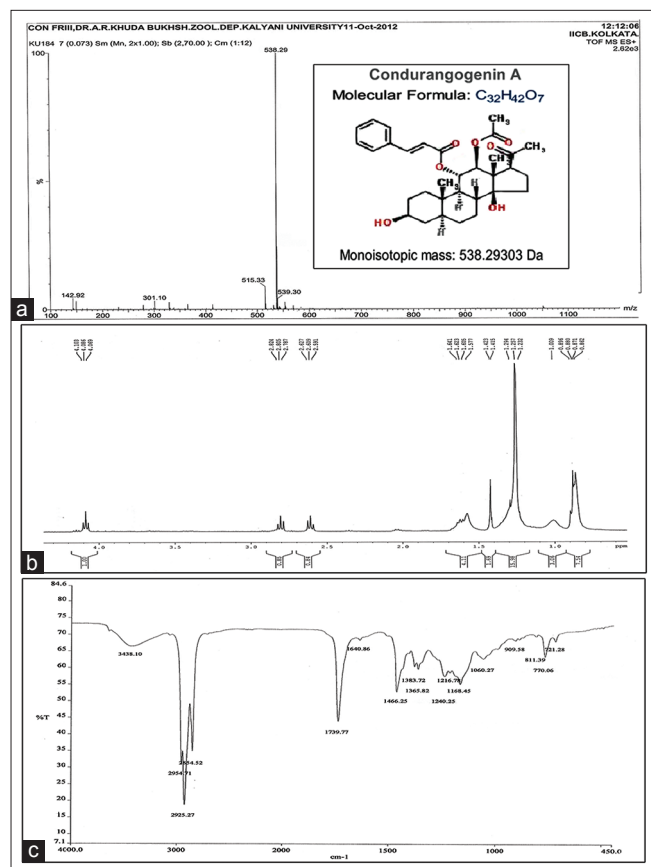 CON FRIII,DR.A.R.KHUDA BUKHSH.ZOOL.DEP.KALYANI UNIVERSITY11-Oct-2012
12:12:06
IICB.KOLKATA.
KU184 7 (0.073) Sm (Mn, 2x1.00); Sb (2,70.00 ); Cm (1:12)
TOF MS ES+
2.62e3
538.29
100
%
0
Condurangogenin A
Molecular Formula: C32H42O7
CH3
O
O
O
O
O
CH3
CH3
CH3
H
H
OH
HO
H
Monoisotopic mass: 538.29303 Da
515.33
539.30
142.92
301.10
m/z
100 200 300 400 500 600 700 800 900 1000 1100
a
4.0 3.5 3.0 2.5 2.0 1.5 1.0 ppm
b
84.6
80
75
70
65
60
55
50
45
40
35
30
25
20
15
10
7.1
%T
3438.10
2954.71
2925.27
1739.77
1640.86
1466.25
1383.72
1365.82
1240.25
1216.78
1168.45
1060.27
909.58
811.39
770.06
721.28
4000.0 3000 2000 1000 450.0
cm-1
c